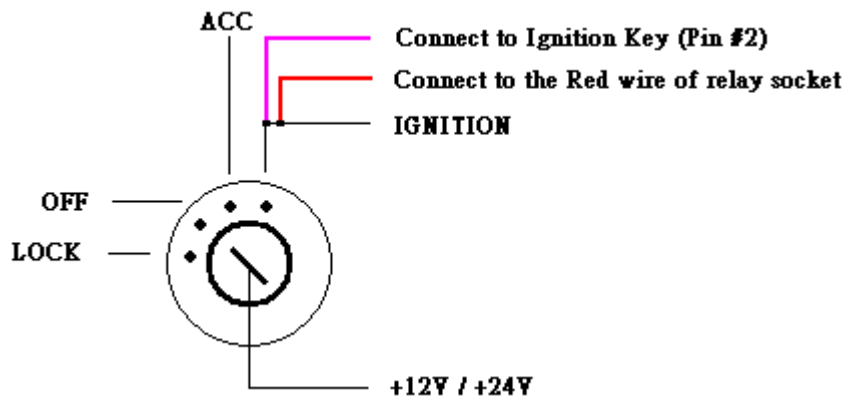 ACC
Connect to Ignition Key (Pin #2)
Connect to the Red wire of relay socket
IGNITION
OFF
LOCK
+12V / +24V